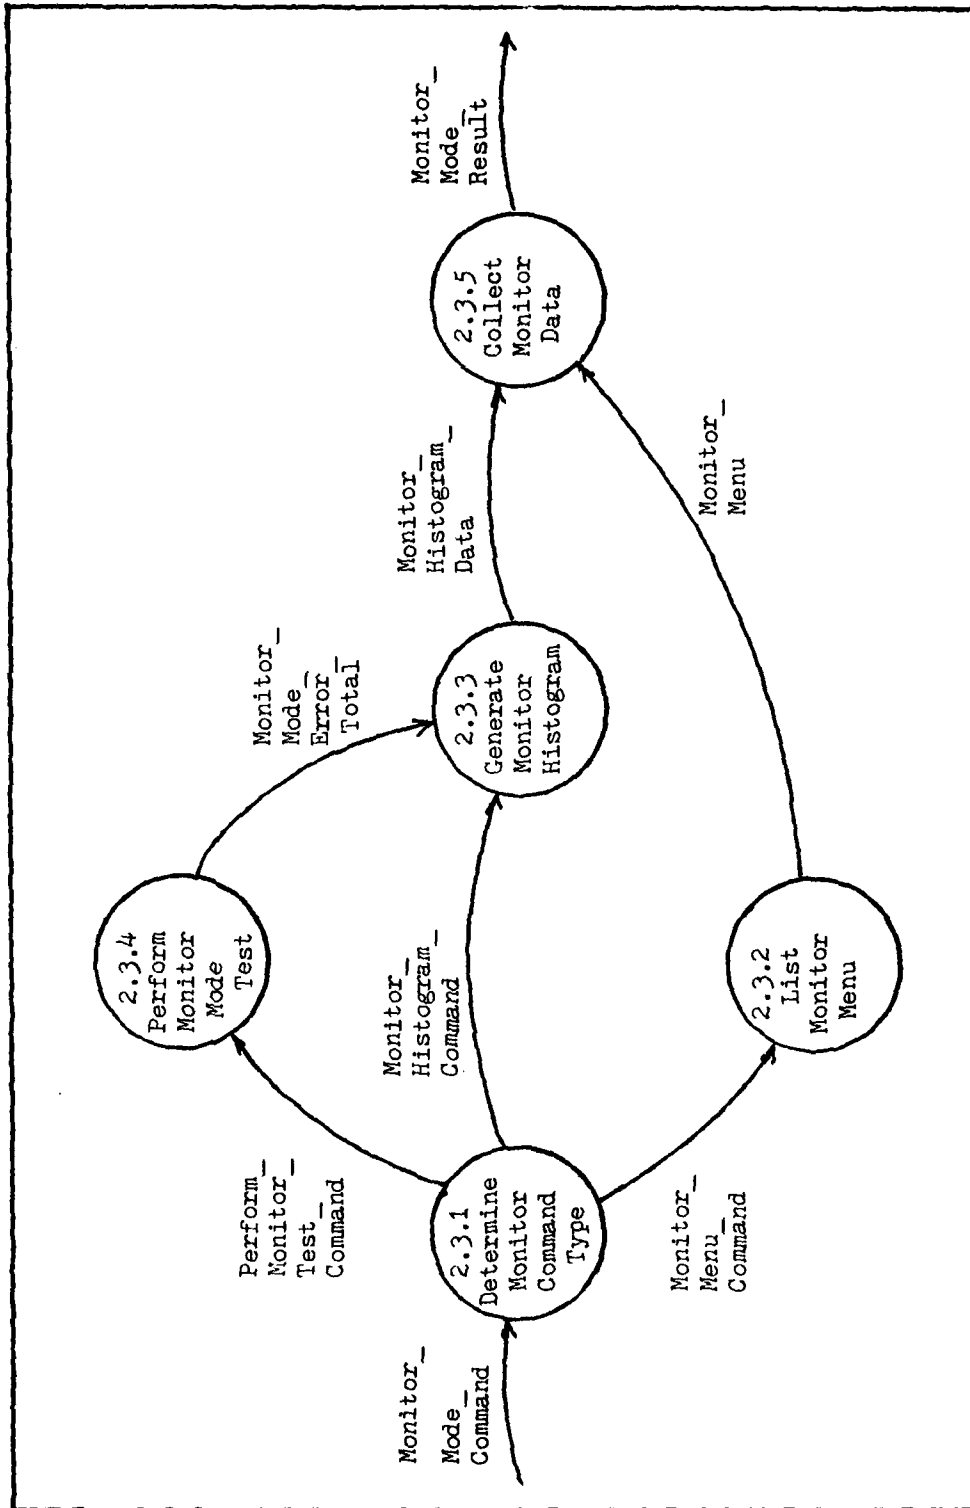 Monitor_
Mode_
Command
2.3.1
Determine
Monitor
Command
Type
Perform_
Monitor_
Test_
Command
Monitor_
Histogram_
Command
Monitor_
Menu_
Command
2.3.4
Perform
Monitor
Mode
Test
2.3.2
List
Monitor
Menu
Monitor_
Mode_
Error_
Total_
2.3.3
Generate
Monitor
Histogram
Monitor_
Histogram_
Data
Monitor_
Menu
2.3.5
Collect
Monitor
Data
Monitor_
Mode_
Result